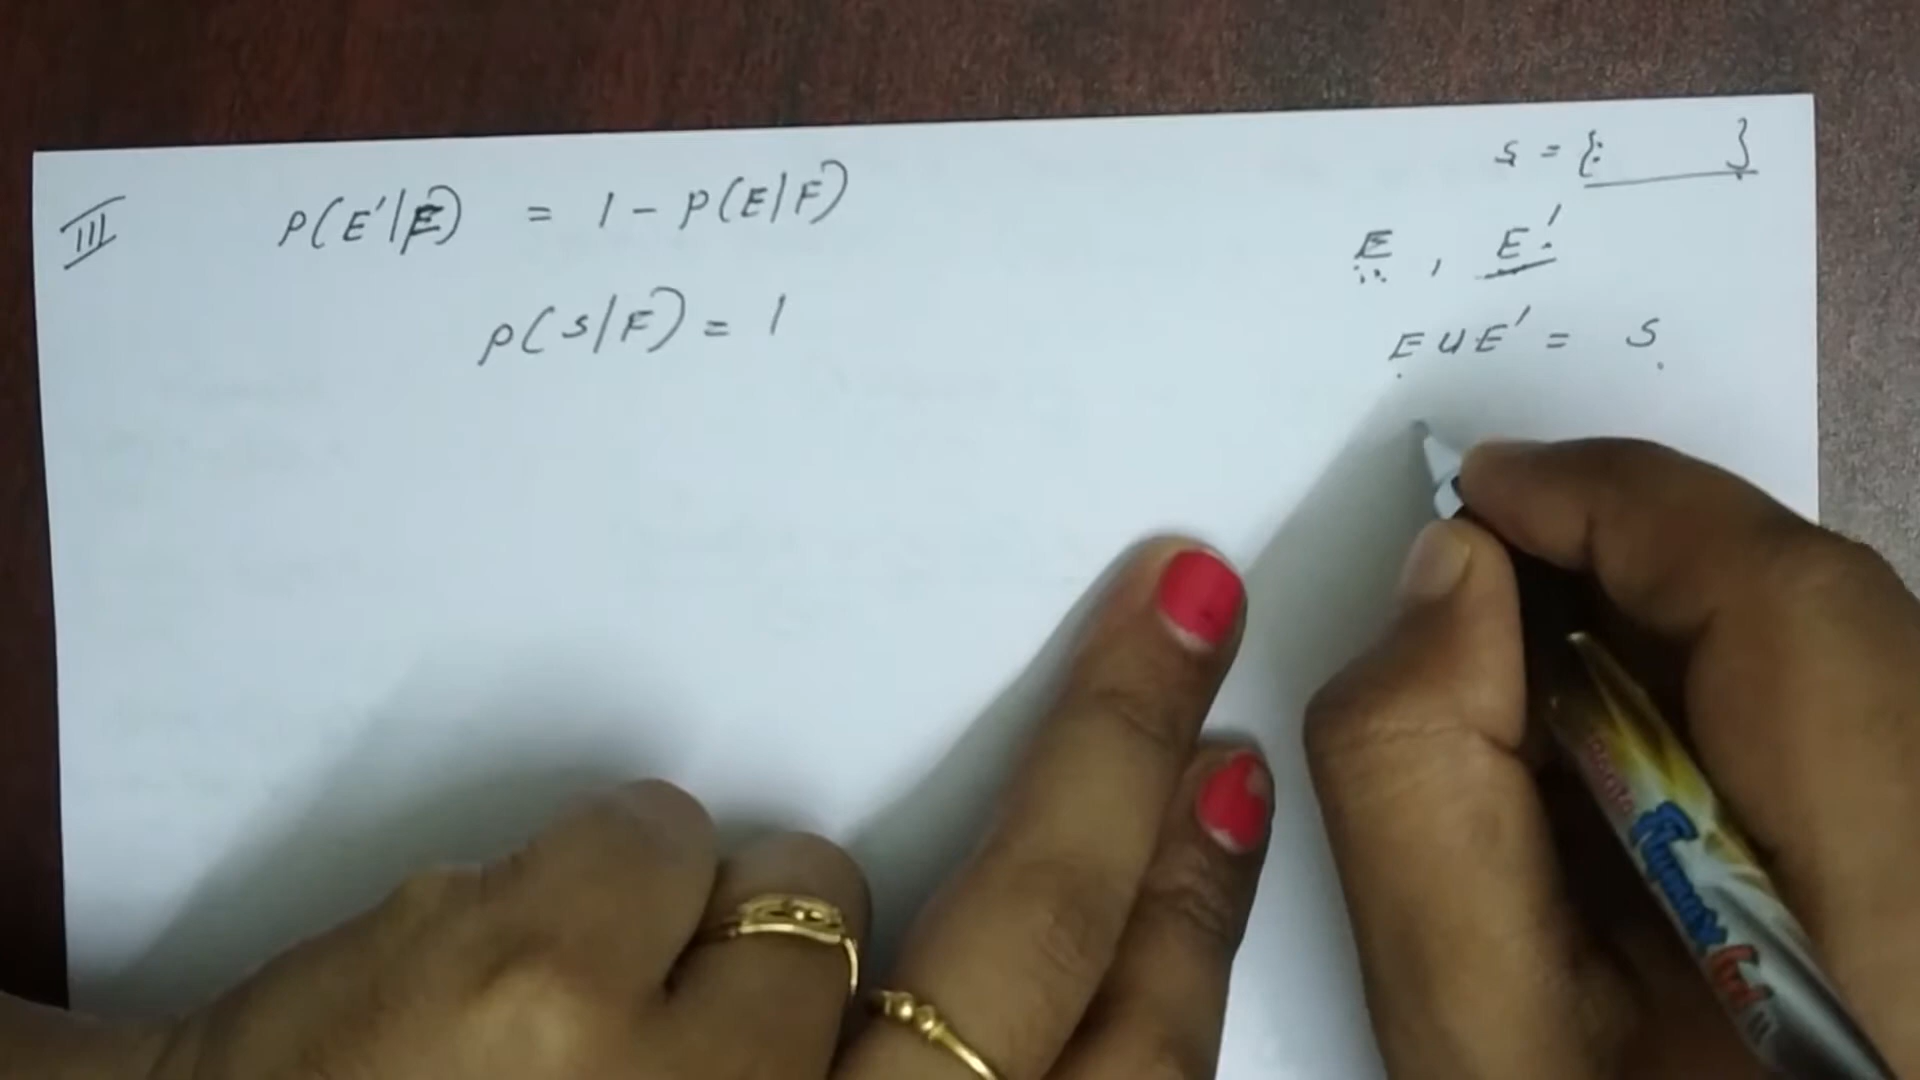 III P(E'|F) = 1 - P(E|F)
P(S/F) = 1
S = {: }
E , E'
E U E' = S